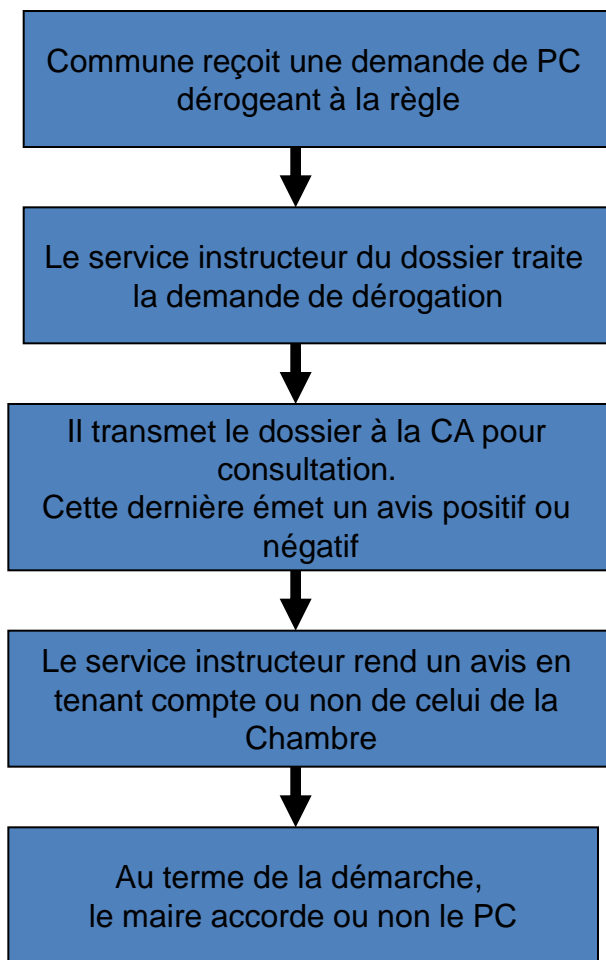 Commune reçoit une demande de PC
dérogeant à la règle
Le service instructeur du dossier traite
la demande de dérogation
Il transmet le dossier à la CA pour
consultation.
Cette dernière émet un avis positif ou
négatif
Le service instructeur rend un avis en
tenant compte ou non de celui de la
Chambre
Au terme de la démarche,
le maire accorde ou non le PC